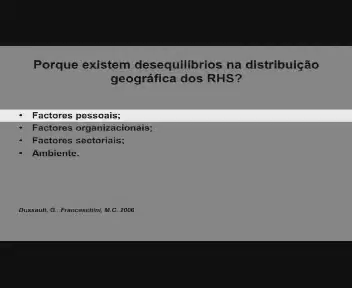 Porque existem desequilíbrios na distribuição
geográfica dos RHS?
• Factores pessoais;
• Factores organizacionais;
• Factores sectoriais;
• Ambiente.
Dussault, G., Franceschini, M.C. 2006